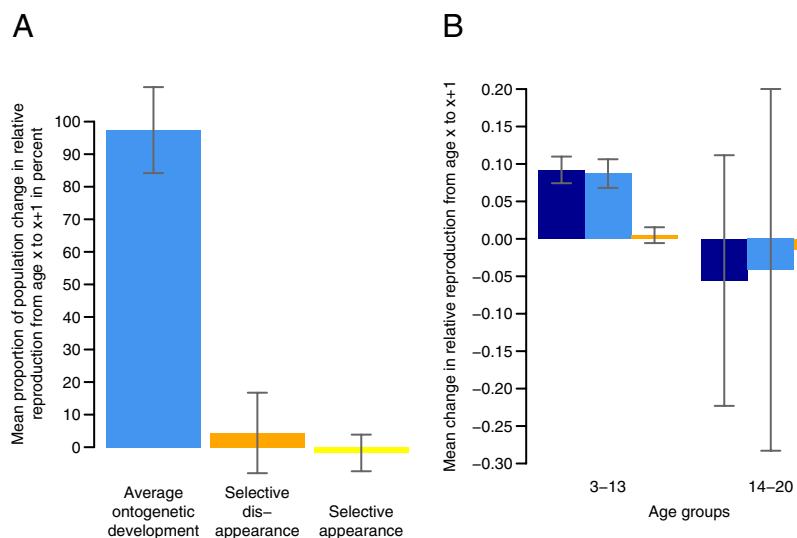 A
Mean proportion of population change in relative
reproduction from age x to x+1 in percent
100
90
80
70
60
50
40
30
20
10
0
Average
ontogenetic
development
Selective
dis−
appearance
Selective
appearance
B
Mean change in relative reproduction from age x to x+1
0.20
0.15
0.10
0.05
0.00
−0.05
−0.10
−0.15
−0.20
−0.25
−0.30
3−13
14−20
Age groups